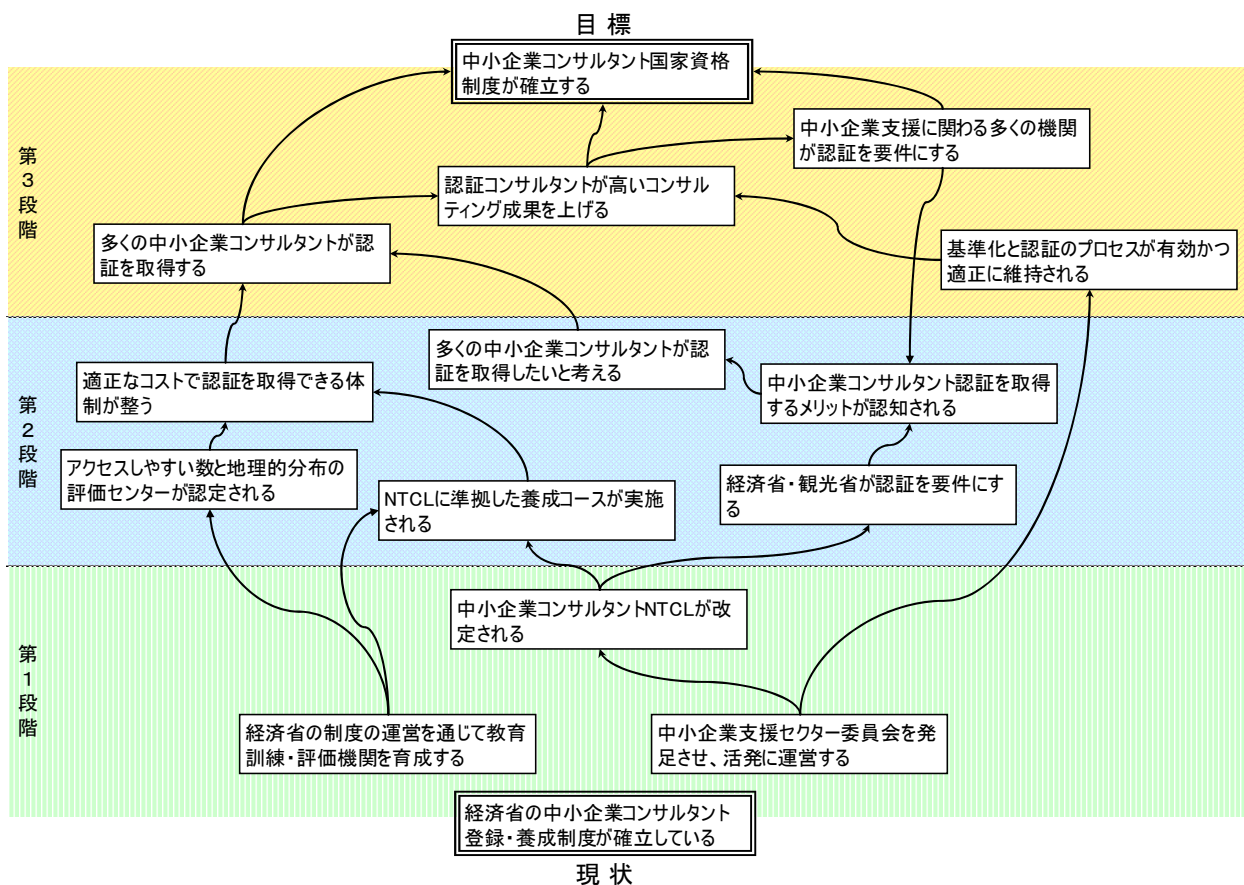 目 標
中小企業コンサルタント国家資格
制度が確立する
中小企業支援に関わる多くの機関
が認証を要件にする
第
3
段
階
認証コンサルタントが高いコンサル
ティング成果を上げる
多くの中小企業コンサルタントが認
証を取得する
基準化と認証のプロセスが有効かつ
適正に維持される
多くの中小企業コンサルタントが認
証を取得したいと考える
適正なコストで認証を取得できる体
制が整う
中小企業コンサルタント認証を取得
するメリットが認知される
第
2
段
階
アクセスしやすい数と地理的分布の
評価センターが認定される
NTCLに準拠した養成コースが実施
される
経済省・観光省が認証を要件にす
る
中小企業コンサルタントNTCLが改
定される
第
1
段
階
経済省の制度の運営を通じて教育
訓練・評価機関を育成する
中小企業支援セクター委員会を発
足させ、活発に運営する
経済省の中小企業コンサルタント
登録・養成制度が確立している
現 状